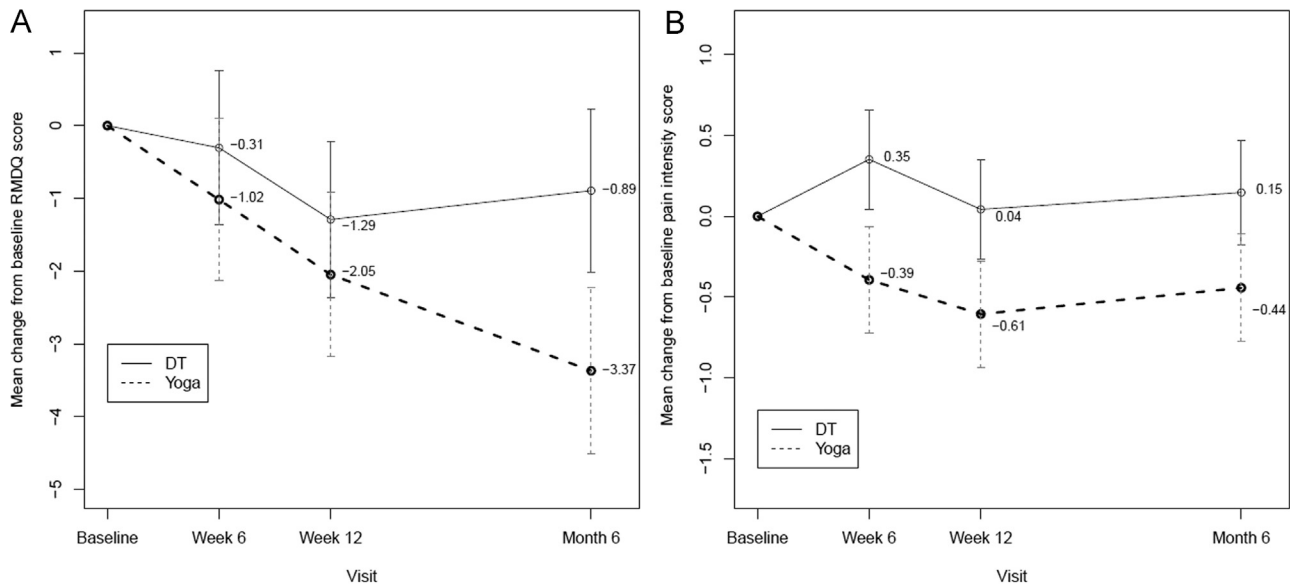 A
Mean change from baseline RMDQ score
1
0
−1
−2
−3
−4
−5
−0.31
−1.02
−1.29
−2.05
−0.89
−3.37
DT
Yoga
Baseline Week 6 Week 12 Month 6
Visit
B
Mean change from baseline pain intensity score
1.0
0.5
0.0
−0.5
−1.0
−1.5
0.35
−0.39
0.04
−0.61
0.15
−0.44
DT
Yoga
Baseline Week 6 Week 12 Month 6
Visit